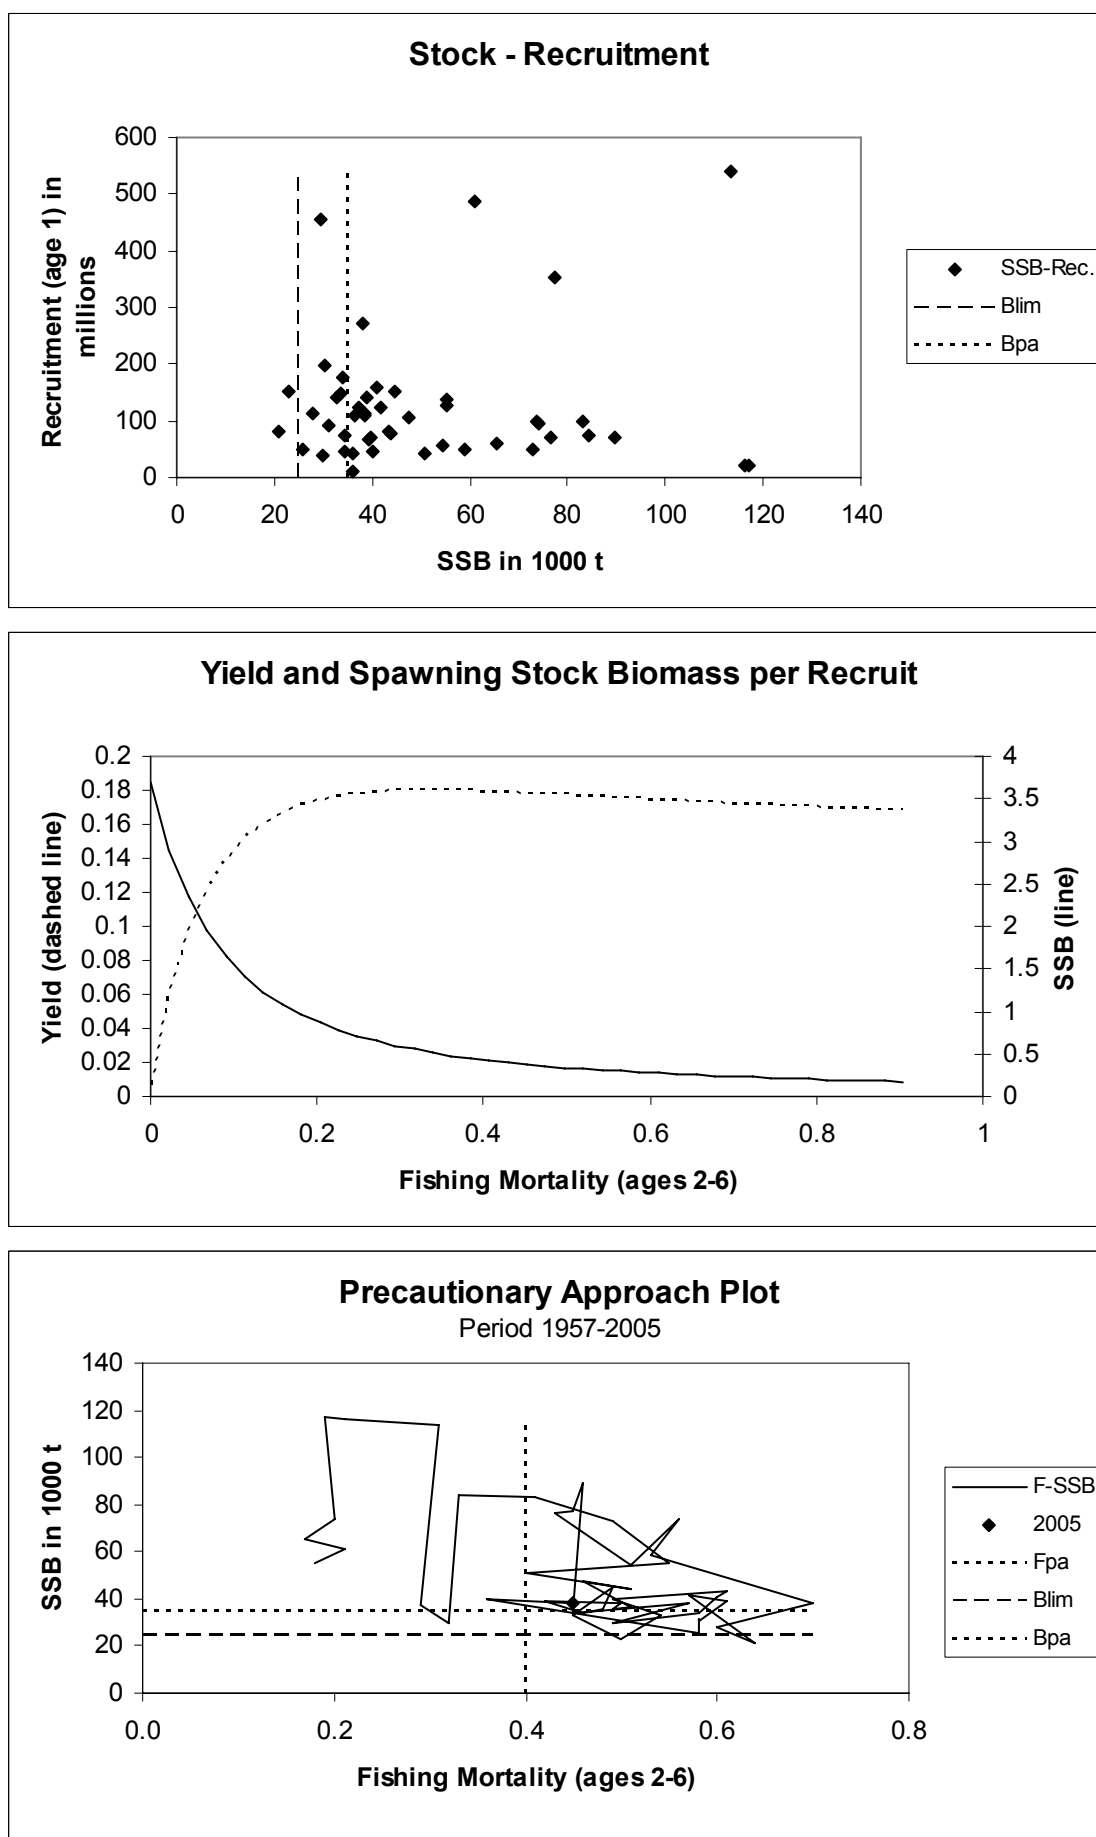 Stock - Recruitment
600
500
400
300
200
100
0
0 20 40 60 80 100 120 140
Recruitment (age 1) in
millions
SSB in 1000 t
SSB-Rec.
Blim
Bpa
Yield and Spawning Stock Biomass per Recruit
0.2
0.18
0.16
0.14
0.12
0.1
0.08
0.06
0.04
0.02
0
4
3.5
3
2.5
2
1.5
1
0.5
0
0 0.2 0.4 0.6 0.8 1
Yield (dashed line)
SSB (line)
Fishing Mortality (ages 2-6)
Precautionary Approach Plot
Period 1957-2005
140
120
100
80
60
40
20
0
0.0 0.2 0.4 0.6 0.8
SSB in 1000 t
Fishing Mortality (ages 2-6)
F-SSB
2005
Fpa
Blim
Bpa